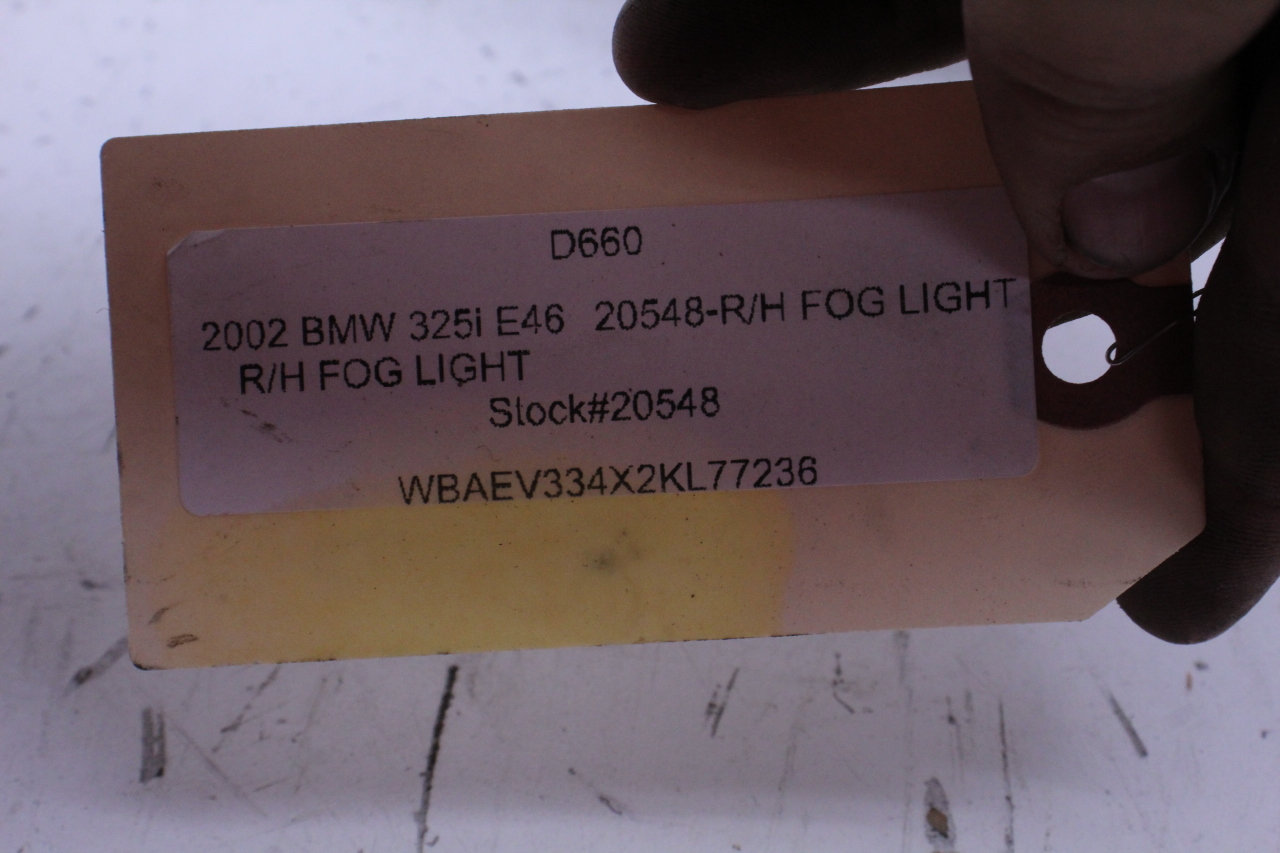 D660
2002 BMW 325i E46 20548-R/H FOG LIGHT
R/H FOG LIGHT
Stock#20548
WBAEV334X2KL77236